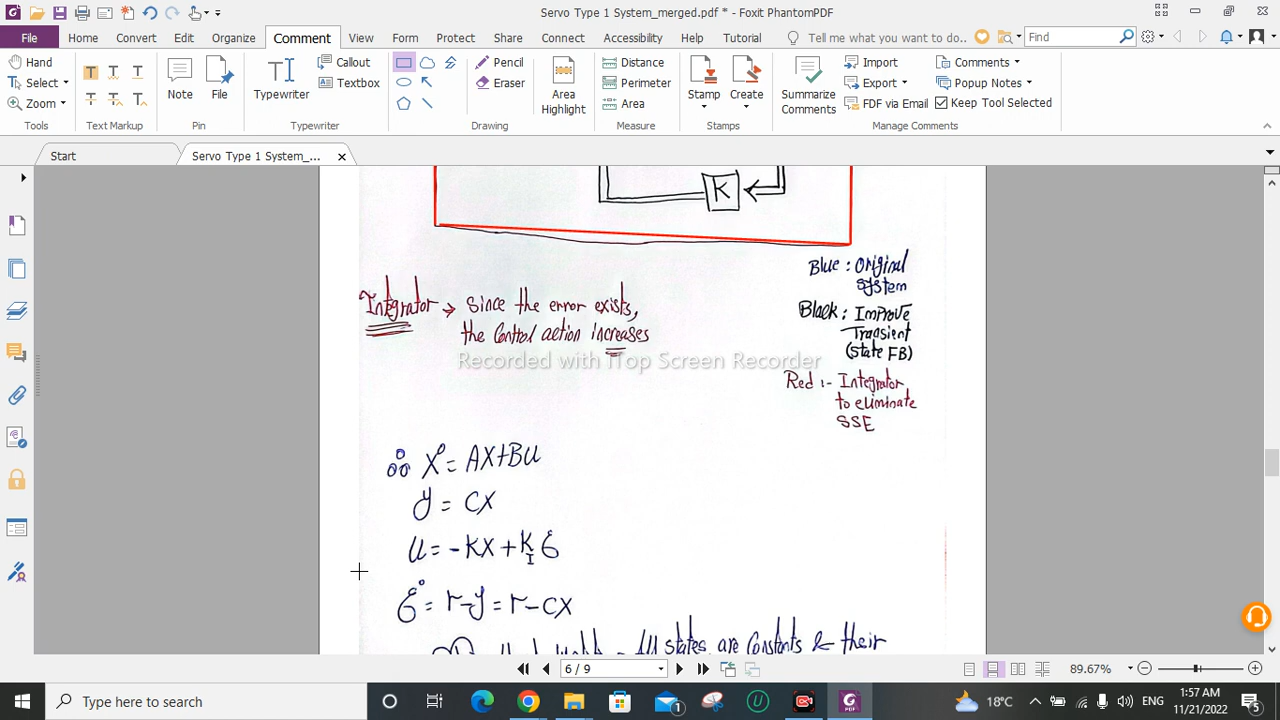 Servo Type 1 System_merged.pdf * - Foxit PhantomPDF
File Home Convert Edit Organize Comment View Form Protect Share Connect Accessibility Help Tutorial Tell me what you want to do.. Find
Hand
Select
Zoom
Tools
Text Markup
Note
File
Pin
Typewriter
Callout
Textbox
Typewriter
Pencil
Eraser
Drawing
Area Highlight
Distance
Perimeter
Area
Measure
Stamp
Create
Stamps
Summarize Comments
Import
Export
FDF via Email
Comments
Popup Notes
Keep Tool Selected
Manage Comments
Start
Servo Type 1 System_...
K
Blue : Original
System
Integrator → Since the error exists,
the Control action increases
Black : Improve
Transient
(State FB)
Recorded with iTop Screen Recorder
Red :- Integrator
to eliminate
SSE
X° = AX+BU
y = CX
U = -KX + K_I ε
ε° = r-y = r-CX
All states are Constants & their
6 / 9
89.67%
Type here to search
1
18°C
ENG
1:57 AM
11/21/2022
5